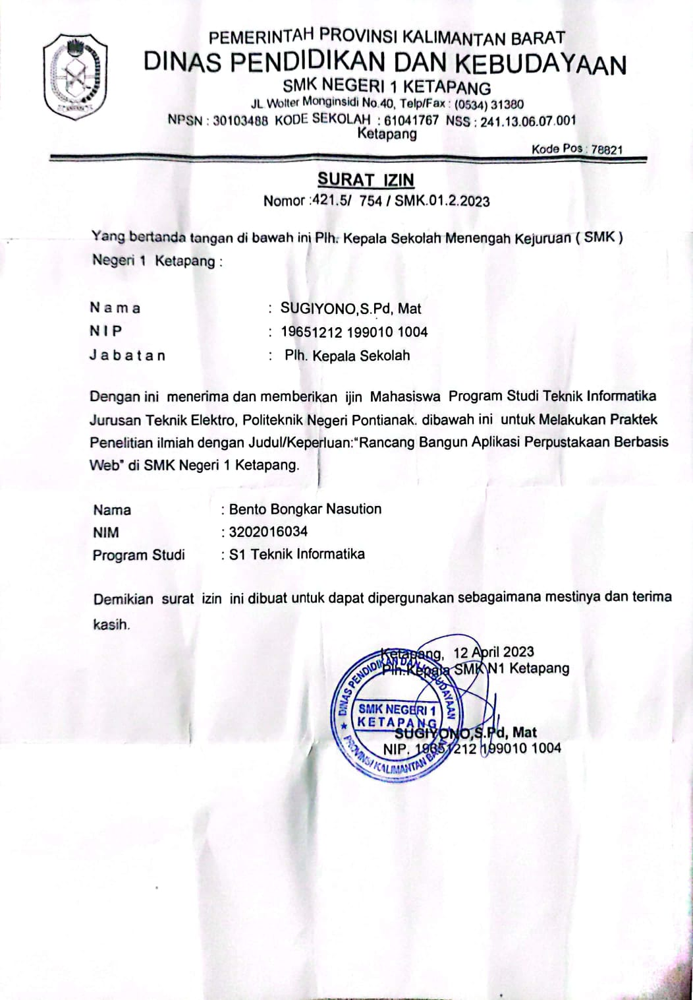 PEMERINTAH PROVINSI KALIMANTAN BARAT
DINAS PENDIDIKAN DAN KEBUDAYAAN
SMK NEGERI 1 KETAPANG
JL. Wolter Monginsidi No.40, Telp/Fax : (0534) 31380
NPSN : 30103488 KODE SEKOLAH : 61041767 NSS : 241.13.06.07.001
Ketapang
Kode Pos : 78821
SURAT IZIN
Nomor :421.5/ 754 / SMK.01.2.2023
Yang bertanda tangan di bawah ini Plh. Kepala Sekolah Menengah Kejuruan ( SMK )
Negeri 1 Ketapang :
N a m a : SUGIYONO,S.Pd, Mat
N I P : 19651212 199010 1004
J a b a t a n : Plh. Kepala Sekolah
Dengan ini menerima dan memberikan ijin Mahasiswa Program Studi Teknik Informatika
Jurusan Teknik Elektro, Politeknik Negeri Pontianak. dibawah ini untuk Melakukan Praktek
Penelitian ilmiah dengan Judul/Keperluan:“Rancang Bangun Aplikasi Perpustakaan Berbasis
Web" di SMK Negeri 1 Ketapang.
Nama : Bento Bongkar Nasution
NIM : 3202016034
Program Studi : S1 Teknik Informatika
Demikian surat izin ini dibuat untuk dapat dipergunakan sebagaimana mestinya dan terima
kasih.
Ketapang, 12 April 2023
Plh.Kepala SMK N1 Ketapang
DINAS PENDIDIKAN DAN KEBUDAYAAN
SMK NEGERI 1
KETAPANG
PROVINSI KALIMANTAN BARAT
SUGIYONO,S.Pd, Mat
NIP. 19651212 199010 1004